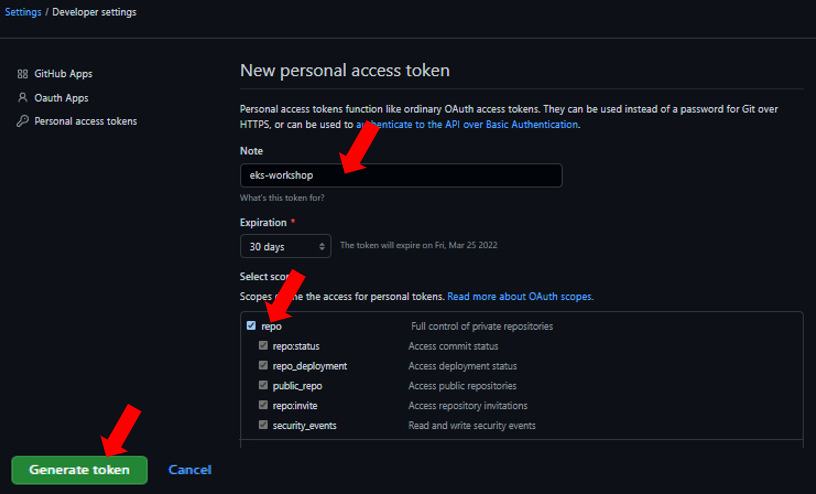 Settings / Developer settings
GitHub Apps
Oauth Apps
Personal access tokens
New personal access token
Personal access tokens function like ordinary OAuth access tokens. They can be used instead of a password for Git over
HTTPS, or can be used to authenticate to the API over Basic Authentication.
Note
eks-workshop
What's this token for?
Expiration *
30 days The token will expire on Fri, Mar 25 2022
Select
Scopes the access for personal tokens. Read more about OAuth scopes.
repo Full control of private repositories
repo:status Access commit status
repo_deployment Access deployment status
public_repo Access public repositories
repo:invite Access repository invitations
security_events Read and write security events
Generate token Cancel